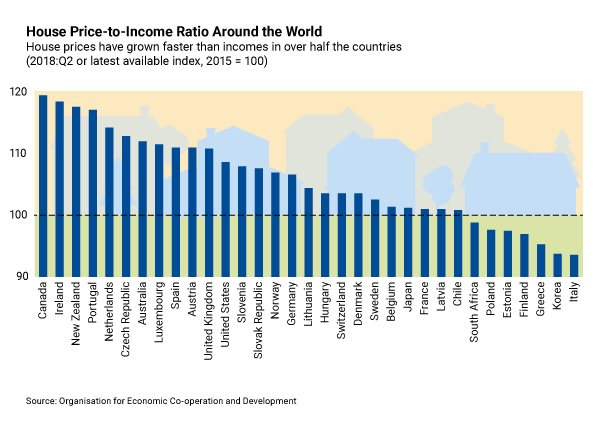 House Price-to-Income Ratio Around the World
House prices have grown faster than incomes in over half the countries
(2018:Q2 or latest available index, 2015 = 100)
120
110
100
90
Canada
Ireland
New Zealand
Portugal
Netherlands
Czech Republic
Australia
Luxembourg
Spain
Austria
United Kingdom
United States
Slovenia
Slovak Republic
Norway
Germany
Lithuania
Hungary
Switzerland
Denmark
Sweden
Belgium
Japan
France
Latvia
Chile
South Africa
Poland
Estonia
Finland
Greece
Korea
Italy
Source: Organisation for Economic Co-operation and Development